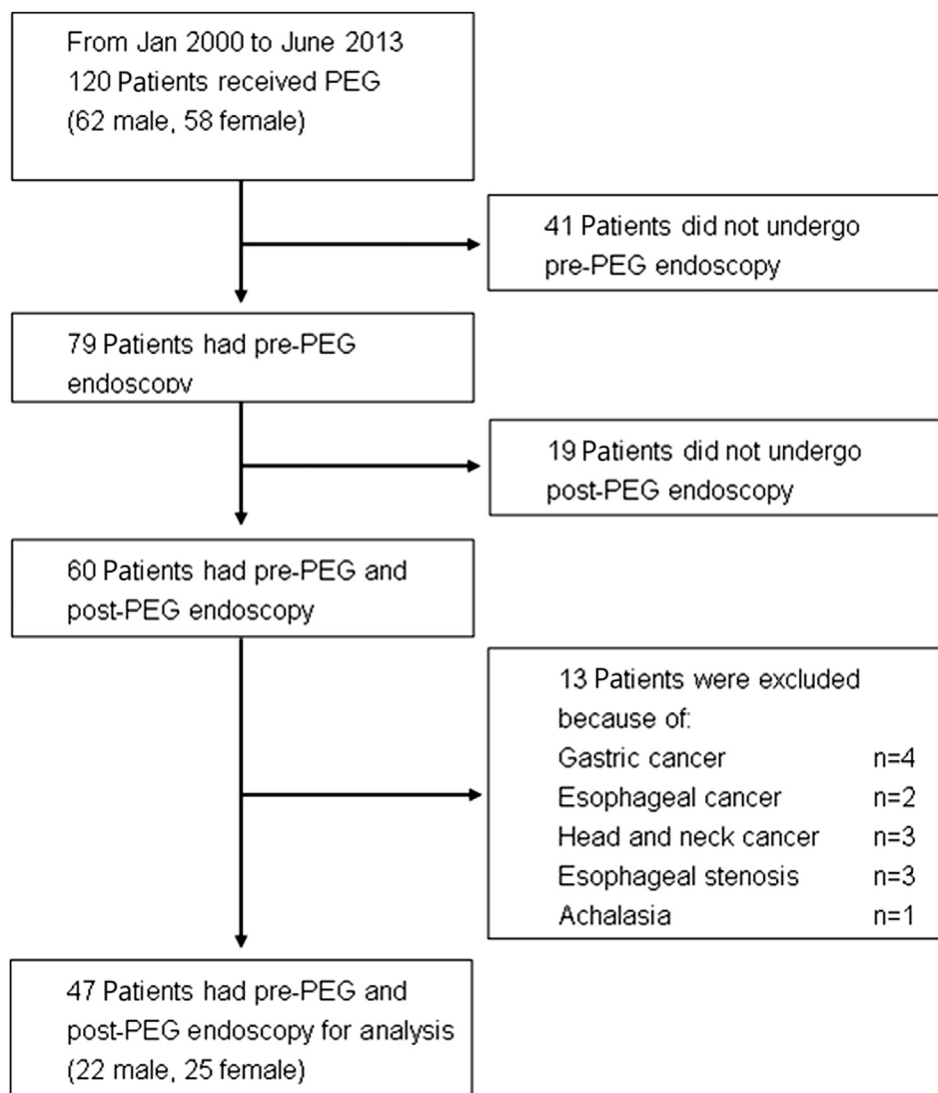 From Jan 2000 to June 2013
120 Patients received PEG
(62 male, 58 female)
41 Patients did not undergo
pre-PEG endoscopy
79 Patients had pre-PEG
endoscopy
19 Patients did not undergo
post-PEG endoscopy
60 Patients had pre-PEG and
post-PEG endoscopy
13 Patients were excluded
because of:
Gastric cancer n=4
Esophageal cancer n=2
Head and neck cancer n=3
Esophageal stenosis n=3
Achalasia n=1
47 Patients had pre-PEG and
post-PEG endoscopy for analysis
(22 male, 25 female)